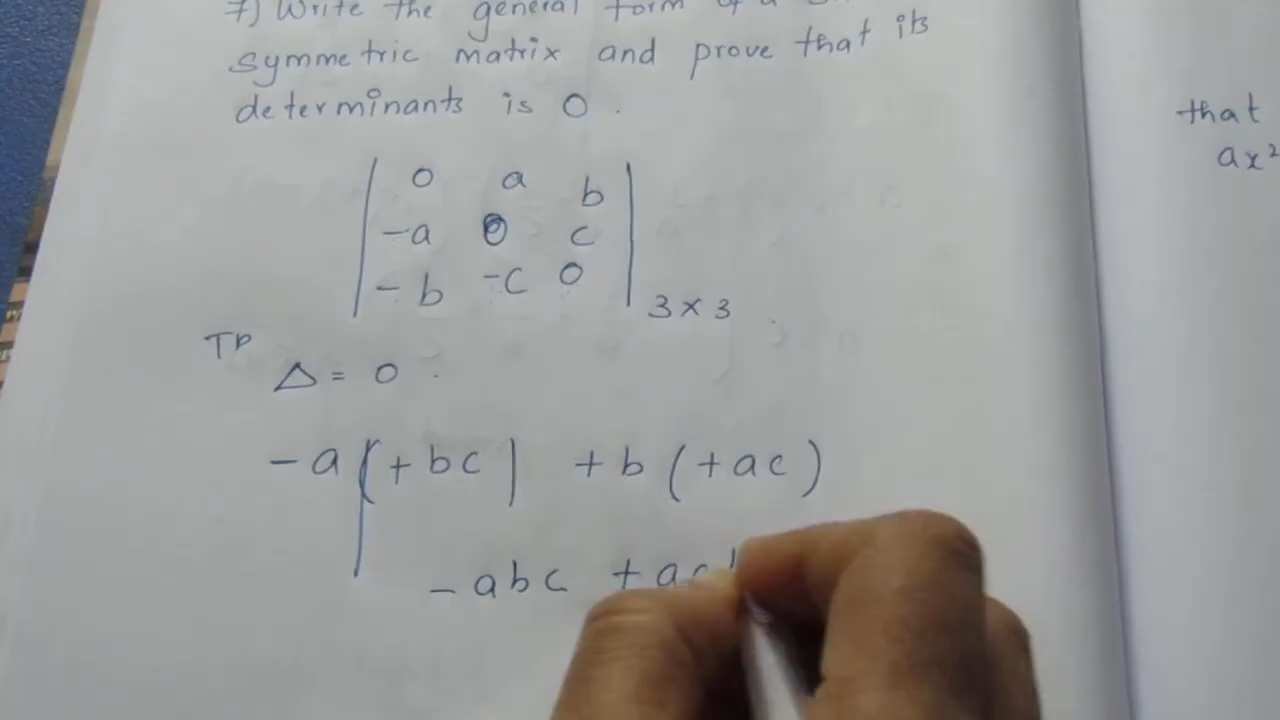 7) Write the general form of a
symmetric matrix and prove that its
determinants is 0.
0 a b
-a 0 c
-b -c 0
3×3
TP
Δ = 0
-a(+bc) +b(+ac)
-abc +ac
that
ax²